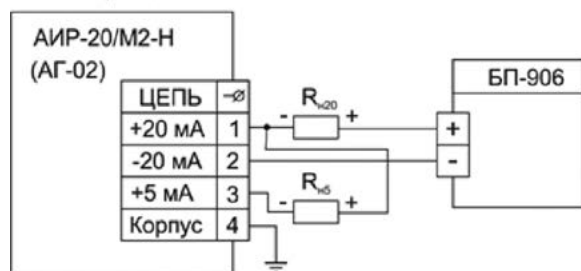 АИР-20/М2-Н
(АГ-02)
БП-906
ЦЕПЬ
+20 мА 1 - Rн20 + +
-20 мА 2 -
+5 мА 3 - Rн5 +
Корпус 4